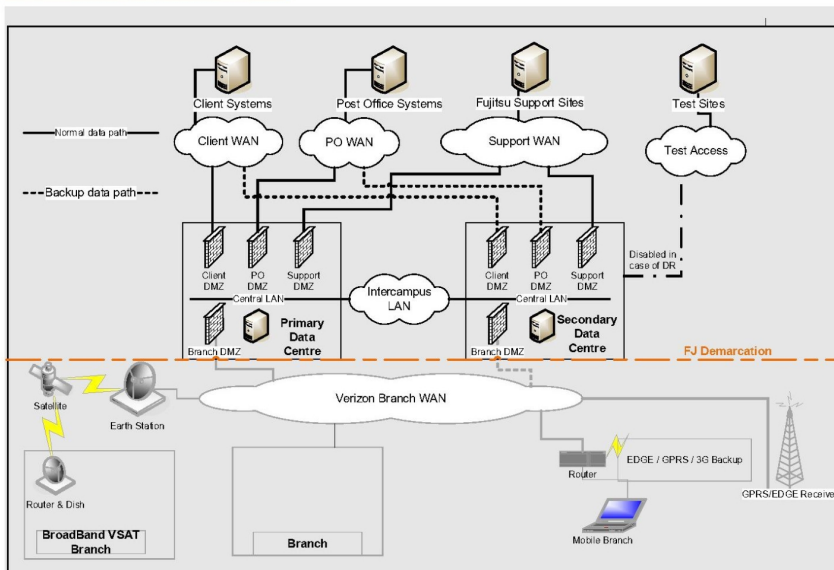 Client Systems
Post Office Systems
Fujitsu Support Sites
Test Sites
Normal data path
Client WAN
PO WAN
Support WAN
Test Access
Backup data path
Client
DMZ
PO
DMZ
Support
DMZ
Client
DMZ
PO
DMZ
Support
DMZ
Disabled in
case of DR
Central LAN
Intercampus
LAN
Central LAN
Primary
Data
Centre
Branch DMZ
Secondary
Data
Centre
Branch DMZ
FJ Demarcation
Satellite
Earth Station
Verizon Branch WAN
EDGE / GPRS / 3G Backup
Router
GPRS/EDGE Receive
Router & Dish
Mobile Branch
BroadBand VSAT
Branch
Branch